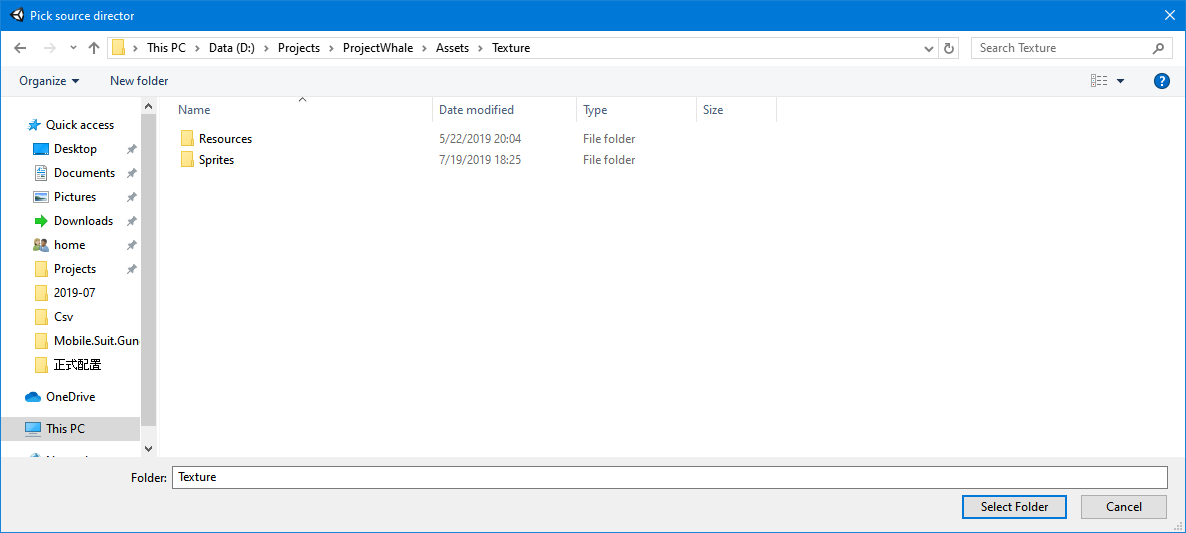 Pick source director
This PC > Data (D:) > Projects > ProjectWhale > Assets > Texture
Search Texture
Organize
New folder
?
Name
Date modified
Type
Size
Resources
5/22/2019 20:04
File folder
Sprites
7/19/2019 18:25
File folder
Quick access
Desktop
Documents
Pictures
Downloads
home
Projects
2019-07
Csv
Mobile.Suit.Gun
正式配置
OneDrive
This PC
Folder:
Texture
Select Folder
Cancel